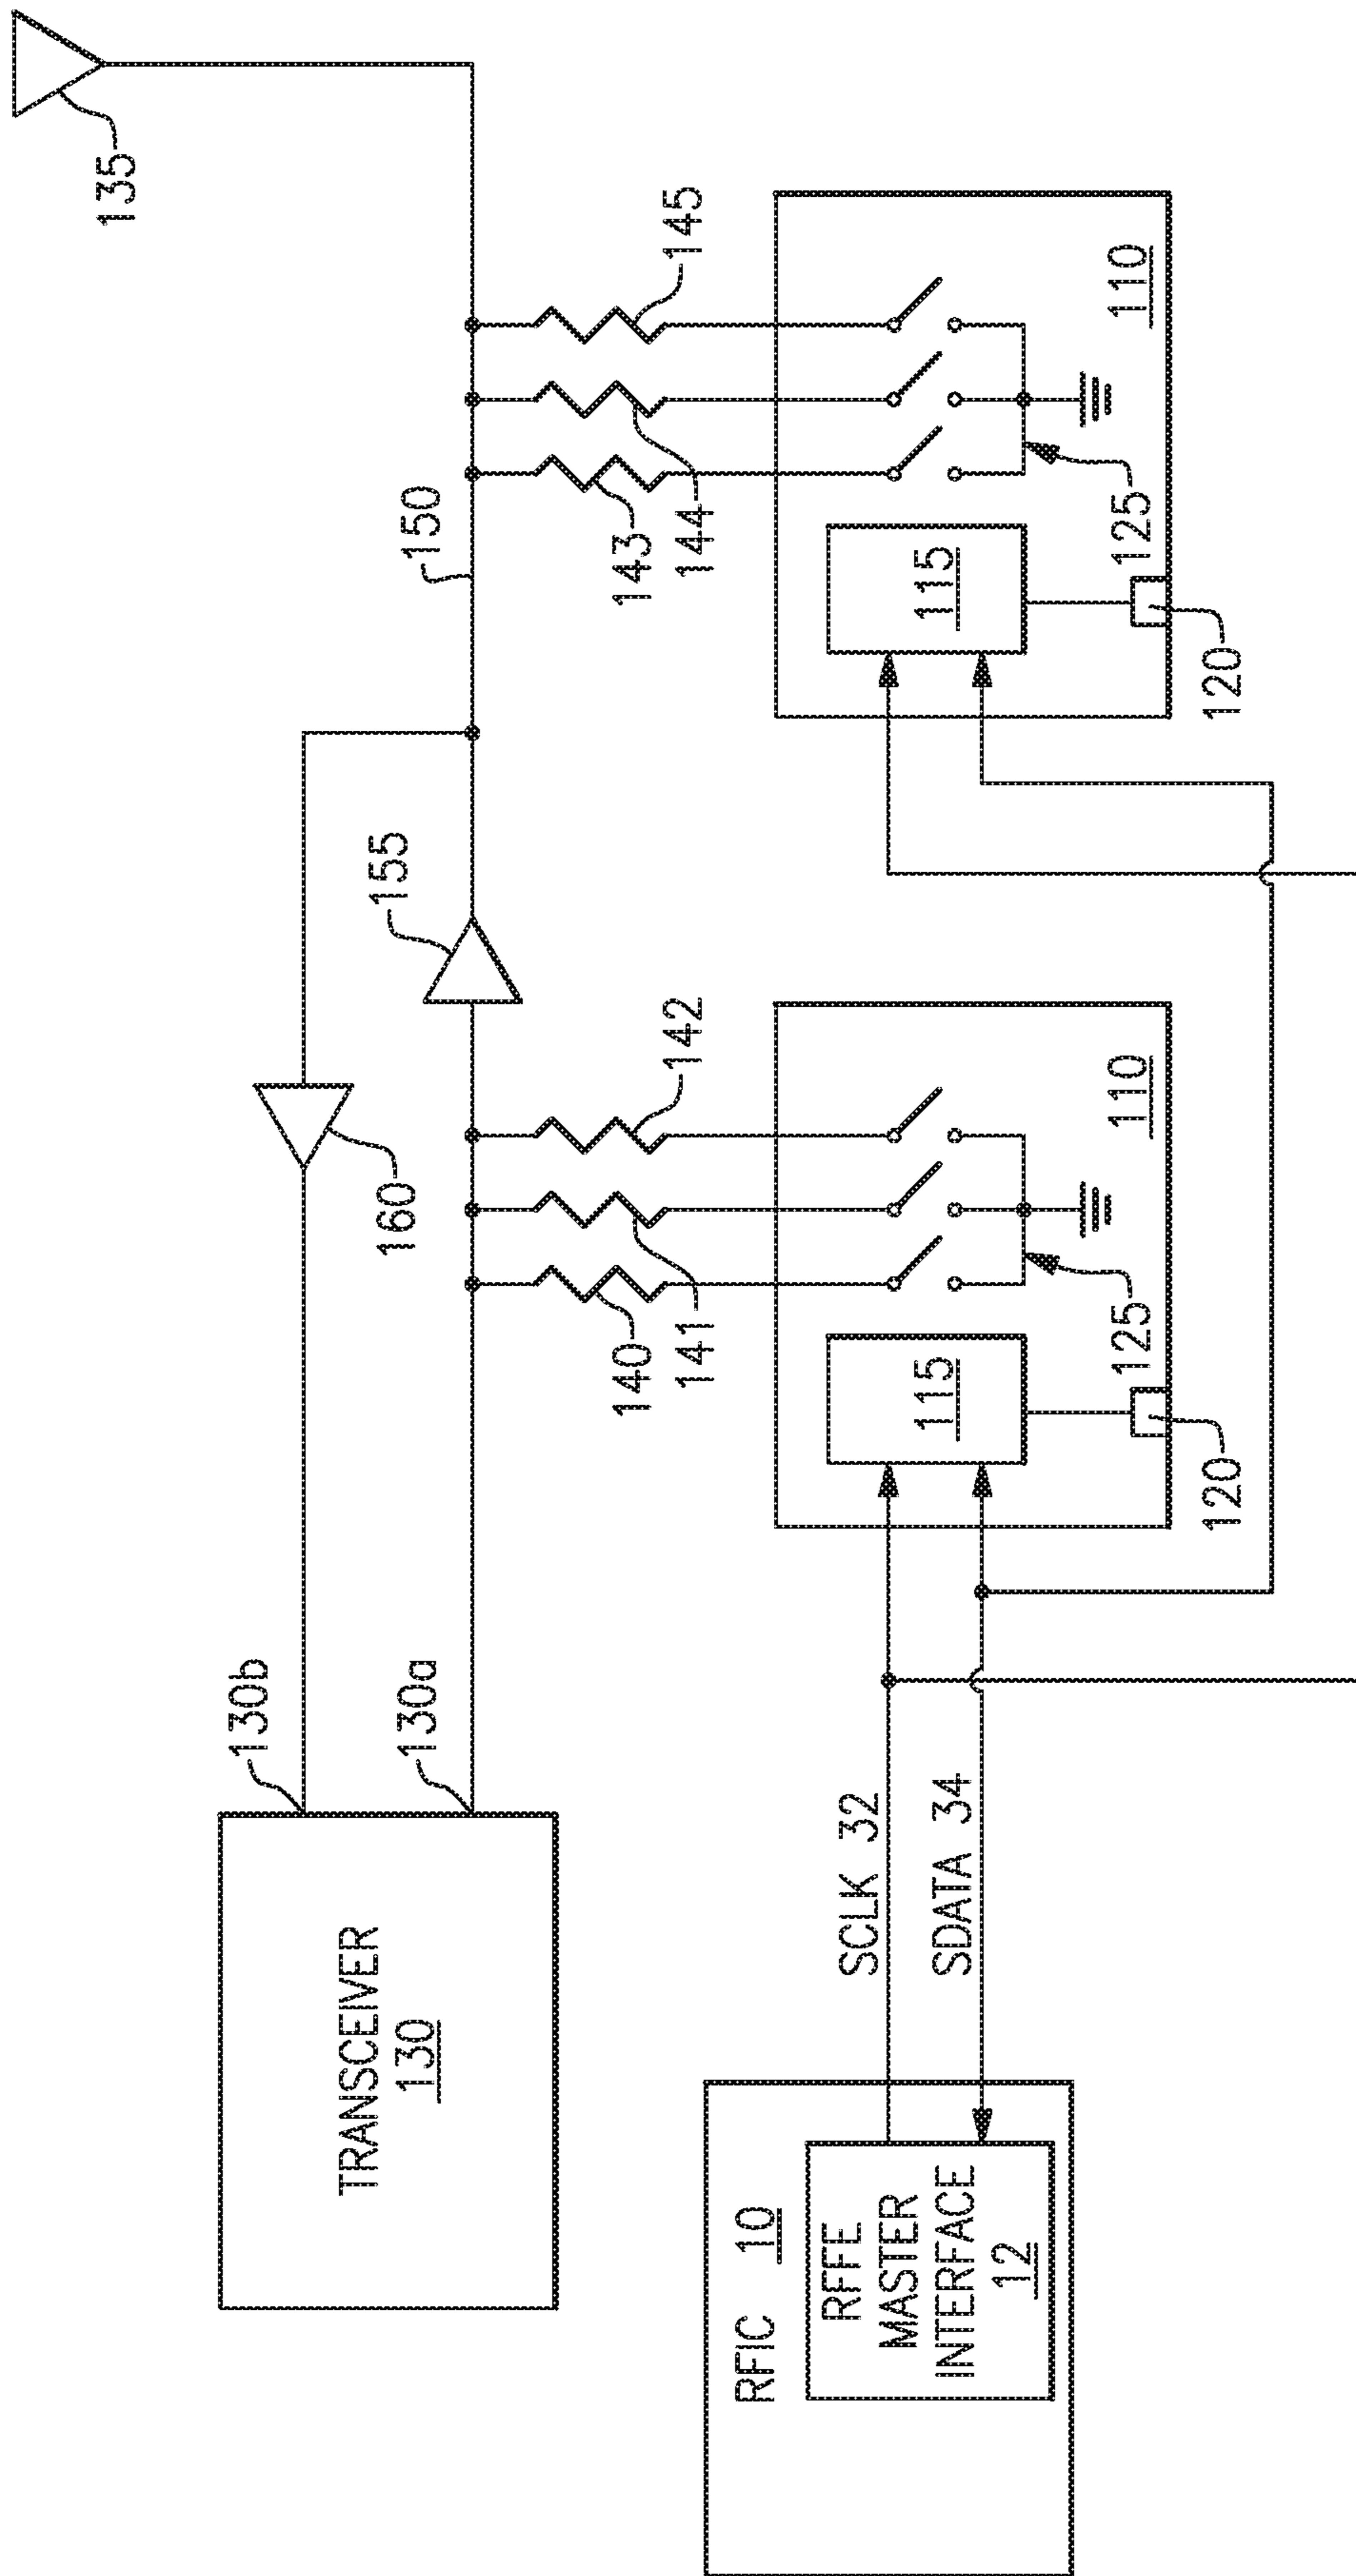 135
150
155
160
130b
130a
TRANSCEIVER
130
140
141
142
143
144
145
RFIC 10
RFFE
MASTER
INTERFACE
12
SCLK 32
SDATA 34
115
110
125
120
115
110
125
120